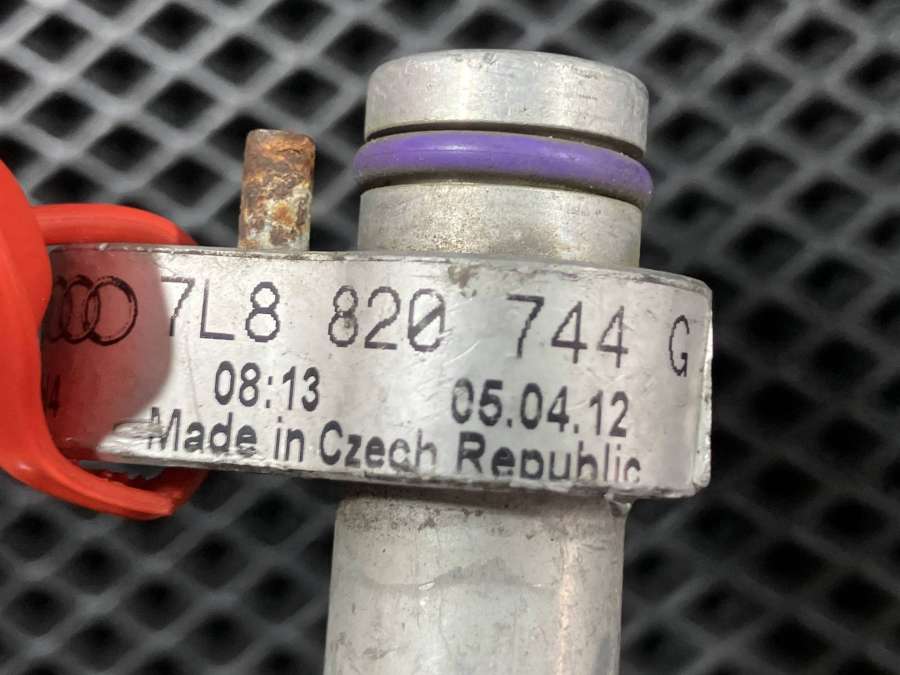 7L8 820 744 G
08:13 05.04.12
Made in Czech Republic